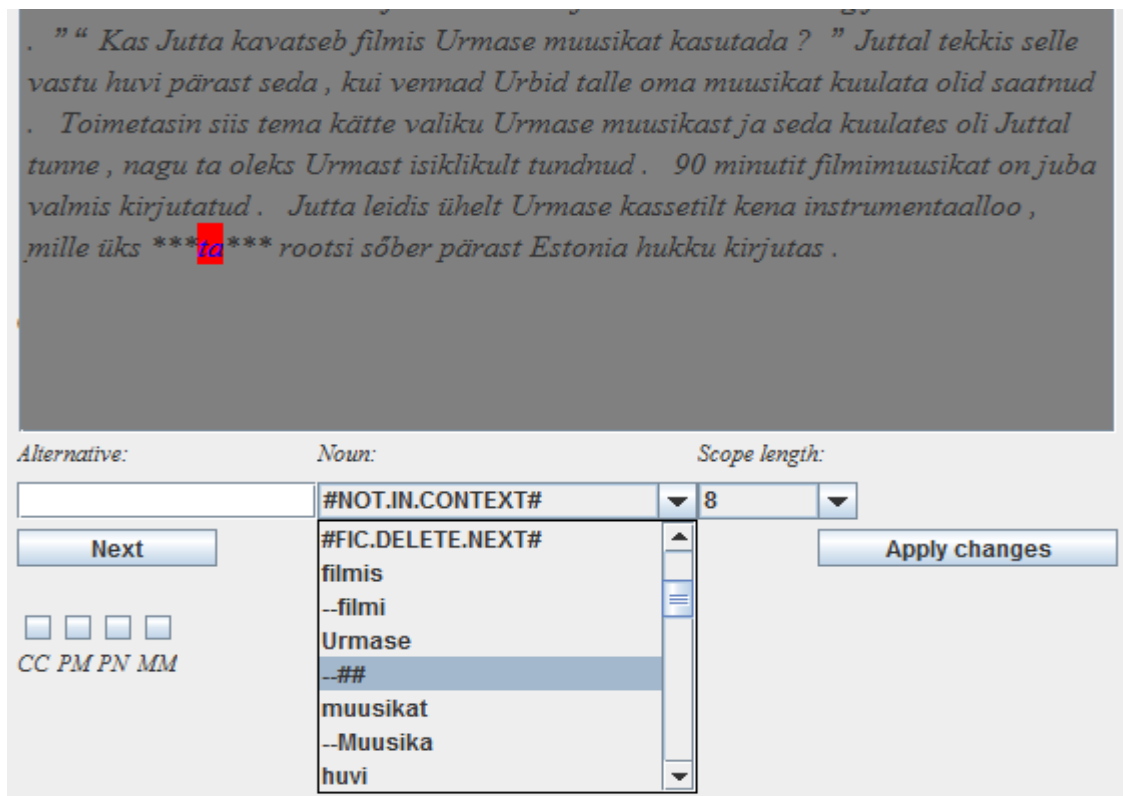 . ” “ Kas Jutta kavatseb filmis Urmase muusikat kasutada ? ” Juttal tekkis selle
vastu huvi pärast seda , kui vennad Urbid talle oma muusikat kuulata olid saatnud
. Toimetasin siis tema kätte valiku Urmase muusikast ja seda kuulates oli Juttal
tunne , nagu ta oleks Urmast isiklikult tundnud . 90 minutit filmimuusikat on juba
valmis kirjutatud . Jutta leidis ühelt Urmase kassetilt kena instrumentaalloo ,
mille üks ***ta*** rootsi sőber pärast Estonia hukku kirjutas .
Alternative: Noun: Scope length:
#NOT.IN.CONTEXT# 8
Next Apply changes
#FIC.DELETE.NEXT#
filmis
--filmi
Urmase
--##
muusikat
--Muusika
huvi
CC PM PN MM